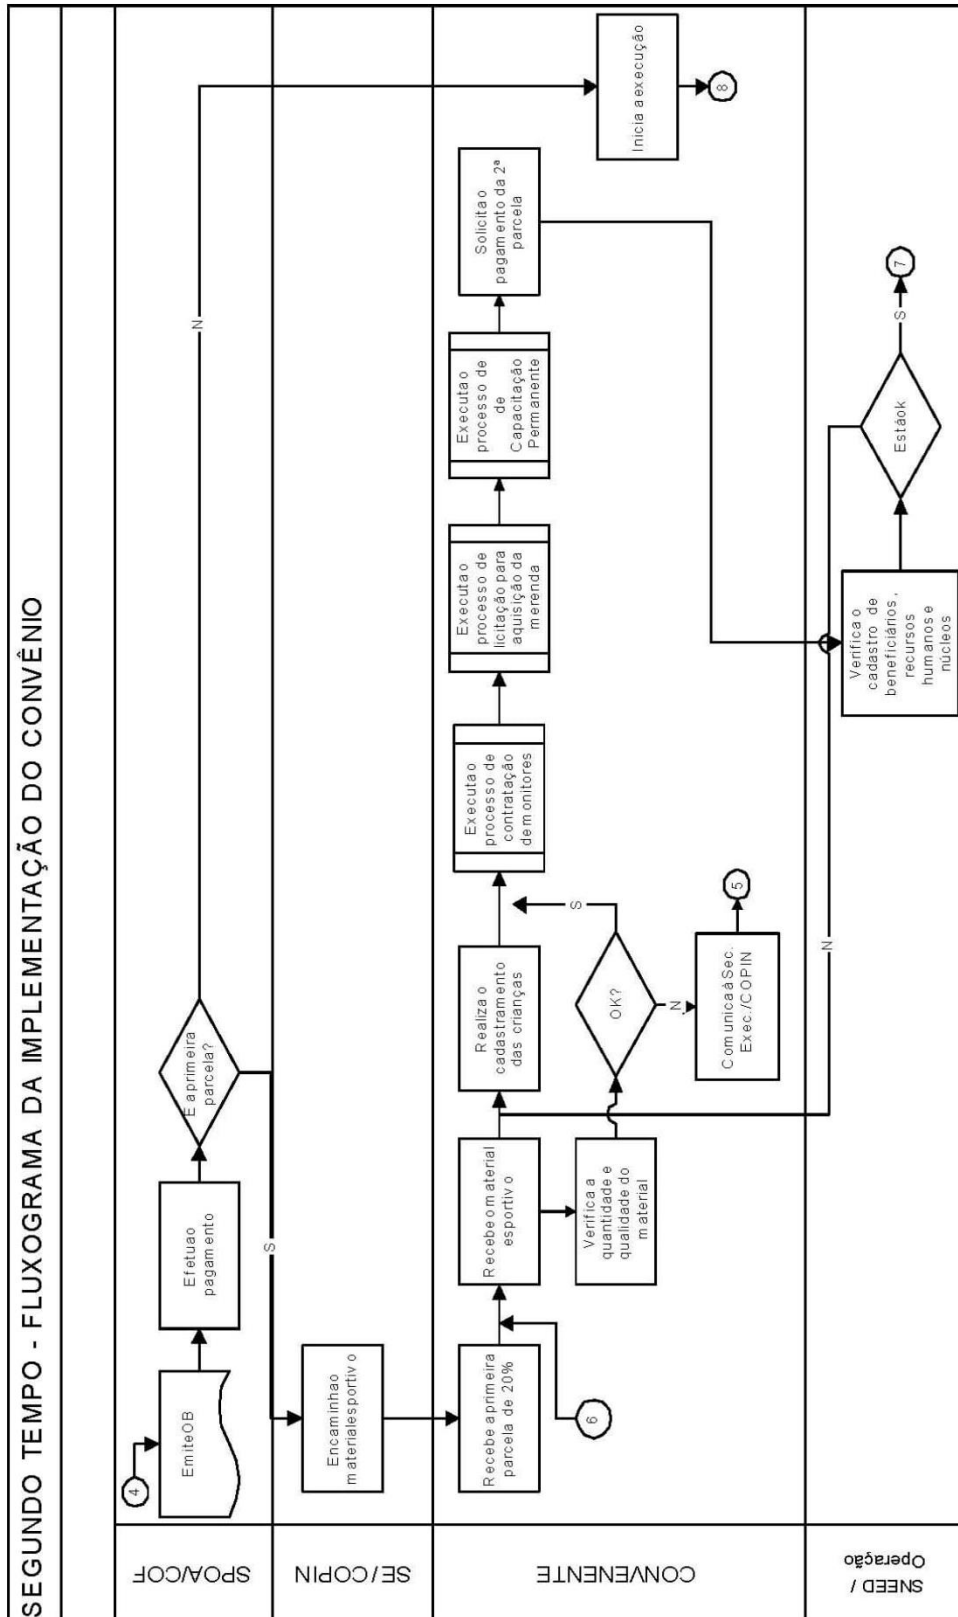 SEGUNDO TEMPO - FLUXOGRAMA DA IMPLEMENTAÇÃO DO CONVÊNIO
SPOA/COF
4
EmiteOB
Efetuao
pagamento
E aprimeira
parcela?
N
S
SE/COPIN
Encaminhao
materialesportivo
CONVENENTE
Recebe aprimeira
parcela de 20%
6
Recebe o material
esportivo
Verifica a
quantidade e
qualidade do
material
Realiza o
cadastramento
das crianças
OK?
S
N
Comunica à Sec.
Exec./COPIN
5
Executa o
processo de
contratação
demonitores
Executa o
processo de
licitação para
aquisição da
merenda
Executa o
processo de
de
Capacitação
Permanente
Solicita o
pagamento da 2ª
parcela
Inicia a execução
8
SNEED /
Operação
Verifica o
cadastro de
beneficiários,
recursos
humanos e
núcleos
Estáok
S
7
N